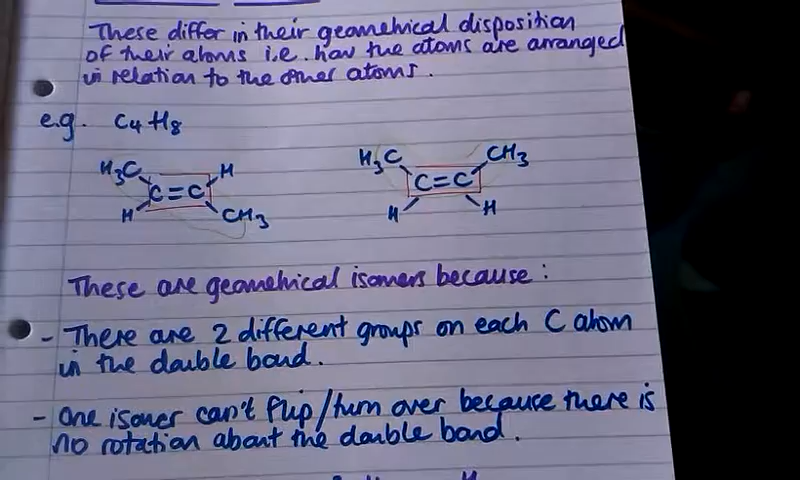 These differ in their geometrical disposition
of their atoms i.e. how the atoms are arranged
in relation to the other atoms.
e.g. C4H8
H3C H
C=C
H CH3
H3C CH3
C=C
H H
These are geometrical isomers because:
- There are 2 different groups on each C atom
in the double bond.
- One isomer can't flip/turn over because there is
no rotation about the double bond.